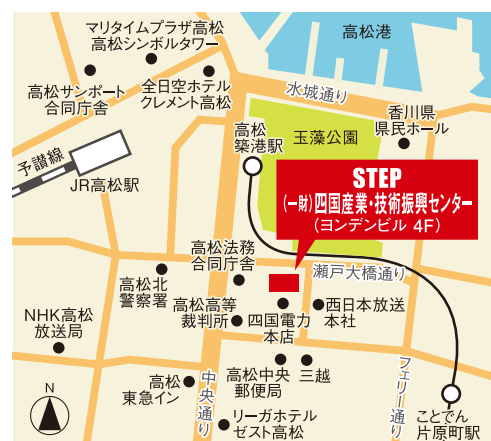 マリタイムプラザ高松
高松シンボルタワー
高松港
高松サンポート
合同庁舎
全日空ホテル
クレメント高松
水城通り
香川県
県民ホール
高松
築港駅
玉藻公園
予讃線
JR高松駅
STEP
(一財)四国産業・技術振興センター
(ヨンデンビル 4F)
高松法務
合同庁舎
瀬戸大橋通り
高松北
警察署
高松高等
裁判所
四国電力
本店
西日本放送
本社
NHK高松
放送局
高松中央
郵便局
三越
高松
東急イン
中央通り
フェリー通り
リーガホテル
ゼスト高松
ことでん
片原町駅
N